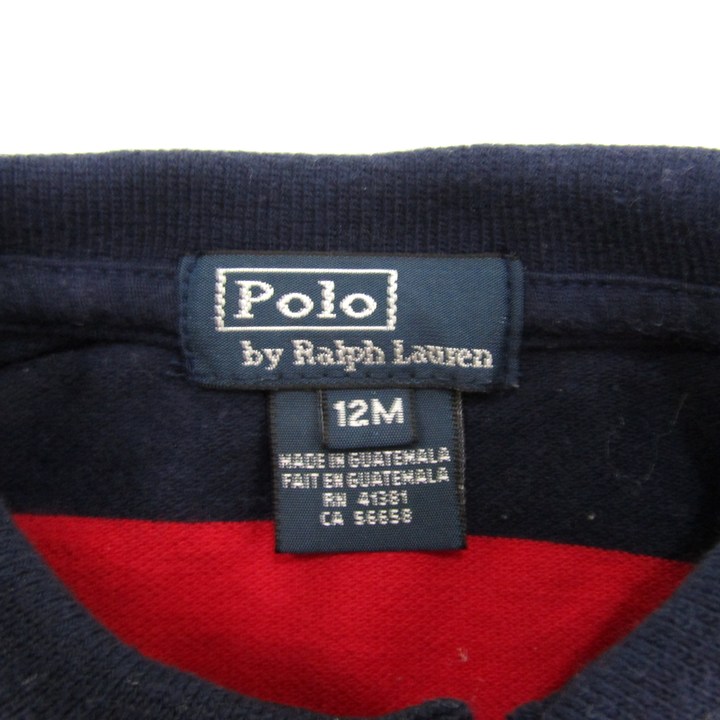 Polo
by Ralph Lauren
12M
MADE IN GUATEMALA
FAIT EN GUATEMALA
RN 41381
CA 56658